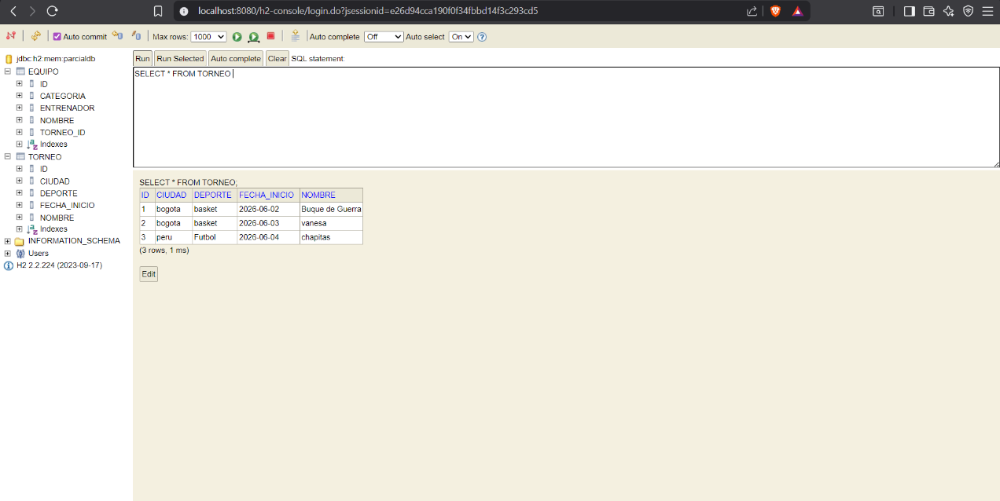 localhost:8080/h2-console/login.do?jsessionid=e26d94cca190f0f34fbbd14f3c293cd5
Auto commit Max rows: 1000 Auto complete Off Auto select On ?
jdbc:h2:mem:parcialdb
EQUIPO
ID
CATEGORIA
ENTRENADOR
NOMBRE
TORNEO_ID
Indexes
TORNEO
ID
CIUDAD
DEPORTE
FECHA_INICIO
NOMBRE
Indexes
INFORMATION_SCHEMA
Users
H2 2.2.224 (2023-09-17)
Run Run Selected Auto complete Clear SQL statement:
SELECT * FROM TORNEO
SELECT * FROM TORNEO;
ID CIUDAD DEPORTE FECHA_INICIO NOMBRE
1 bogota basket 2026-06-02 Buque de Guerra
2 bogota basket 2026-06-03 vanesa
3 peru Futbol 2026-06-04 chapitas
(3 rows, 1 ms)
Edit